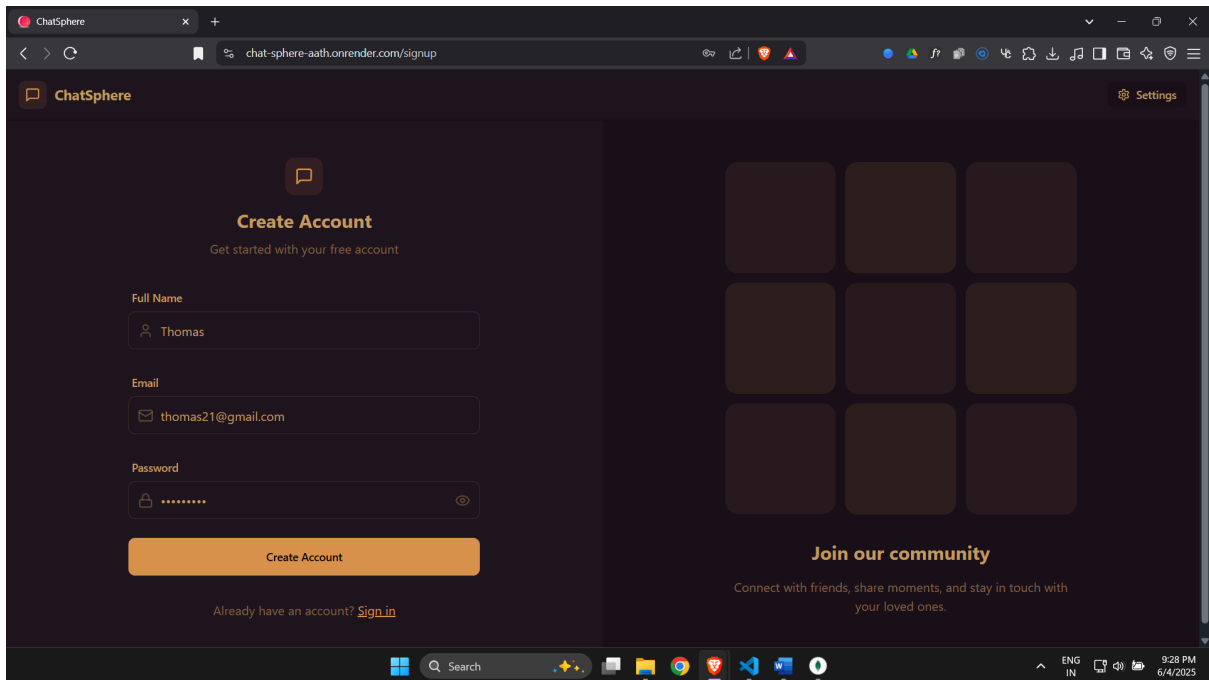 ChatSphere
chat-sphere-aath.onrender.com/signup
ChatSphere
Settings
Create Account
Get started with your free account
Full Name
Thomas
Email
thomas21@gmail.com
Password
•••••••••
Create Account
Already have an account? Sign in
Join our community
Connect with friends, share moments, and stay in touch with
your loved ones.
Search
ENG
IN
9:28 PM
6/4/2025